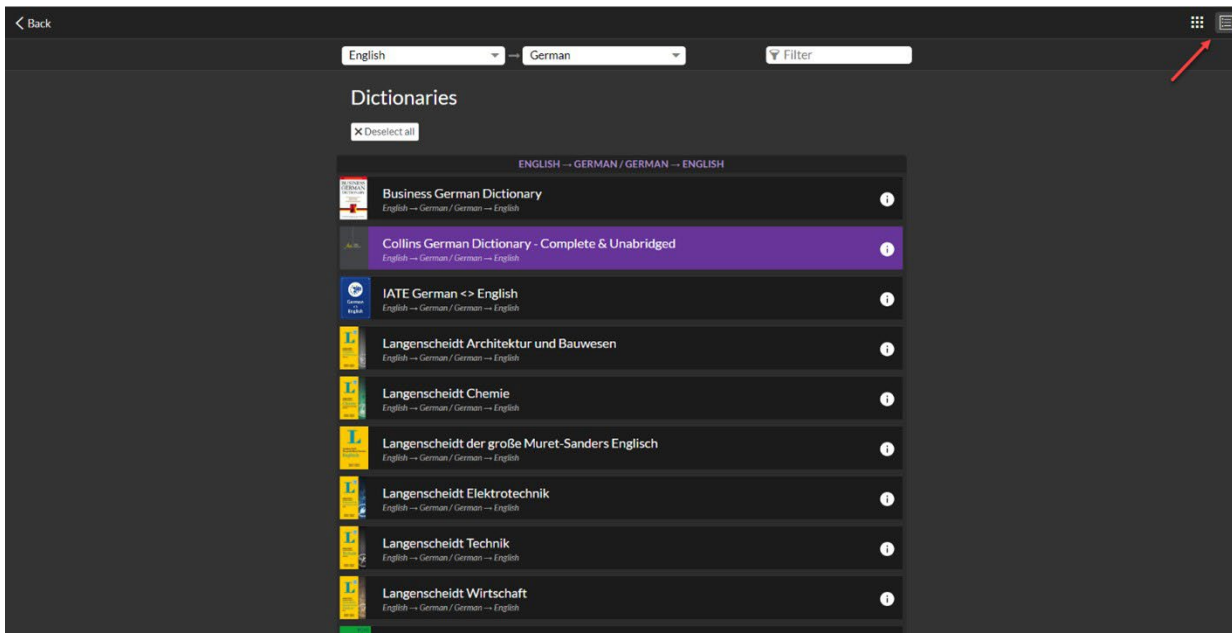 Back
English → German Filter
Dictionaries
Deselect all
ENGLISH → GERMAN / GERMAN → ENGLISH
BUSINESS
GERMAN
Business German Dictionary
English → German / German → English
Collins German Dictionary - Complete & Unabridged
English → German / German → English
German
<>
English
IATE German <> English
English → German / German → English
L
Langenscheidt Architektur und Bauwesen
English → German / German → English
L
Langenscheidt Chemie
English → German / German → English
L
Langenscheidt der große Muret-Sanders Englisch
English → German / German → English
L
Langenscheidt Elektrotechnik
English → German / German → English
L
Langenscheidt Technik
English → German / German → English
L
Langenscheidt Wirtschaft
English → German / German → English